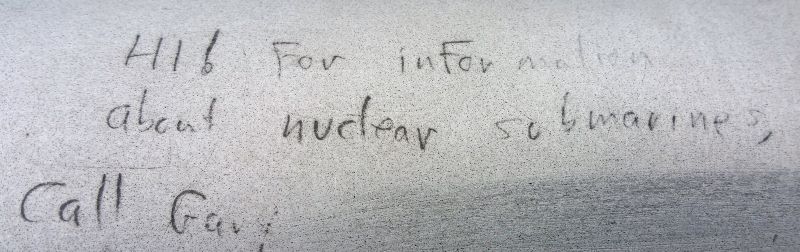 H16 For information
about nuclear submarines,
Call Gary